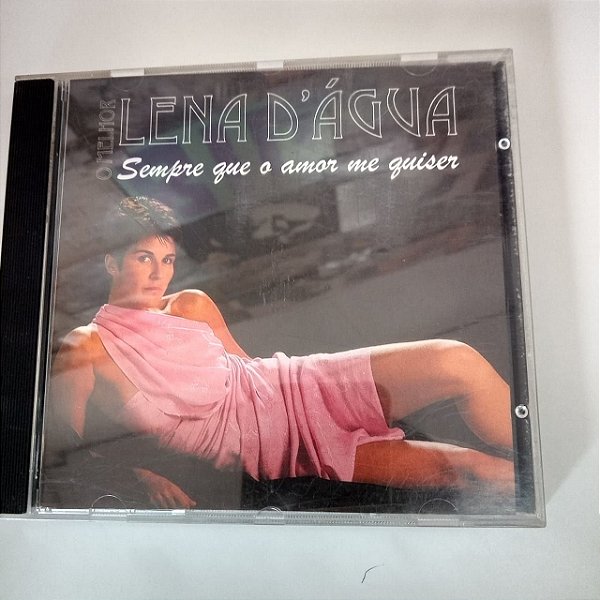 O MELHOR
LENA D'ÁGUA
Sempre que o amor me quiser